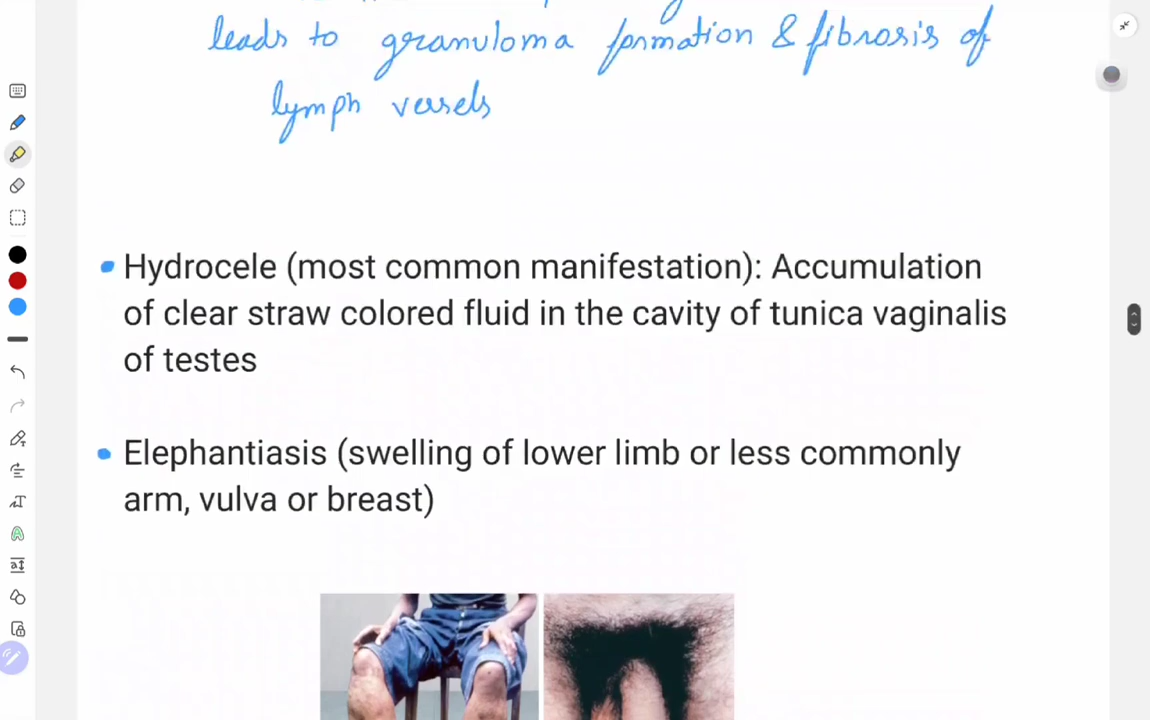 leads to granuloma formation & fibrosis of
lymph vessels
Hydrocele (most common manifestation): Accumulation
of clear straw colored fluid in the cavity of tunica vaginalis
of testes
Elephantiasis (swelling of lower limb or less commonly
arm, vulva or breast)